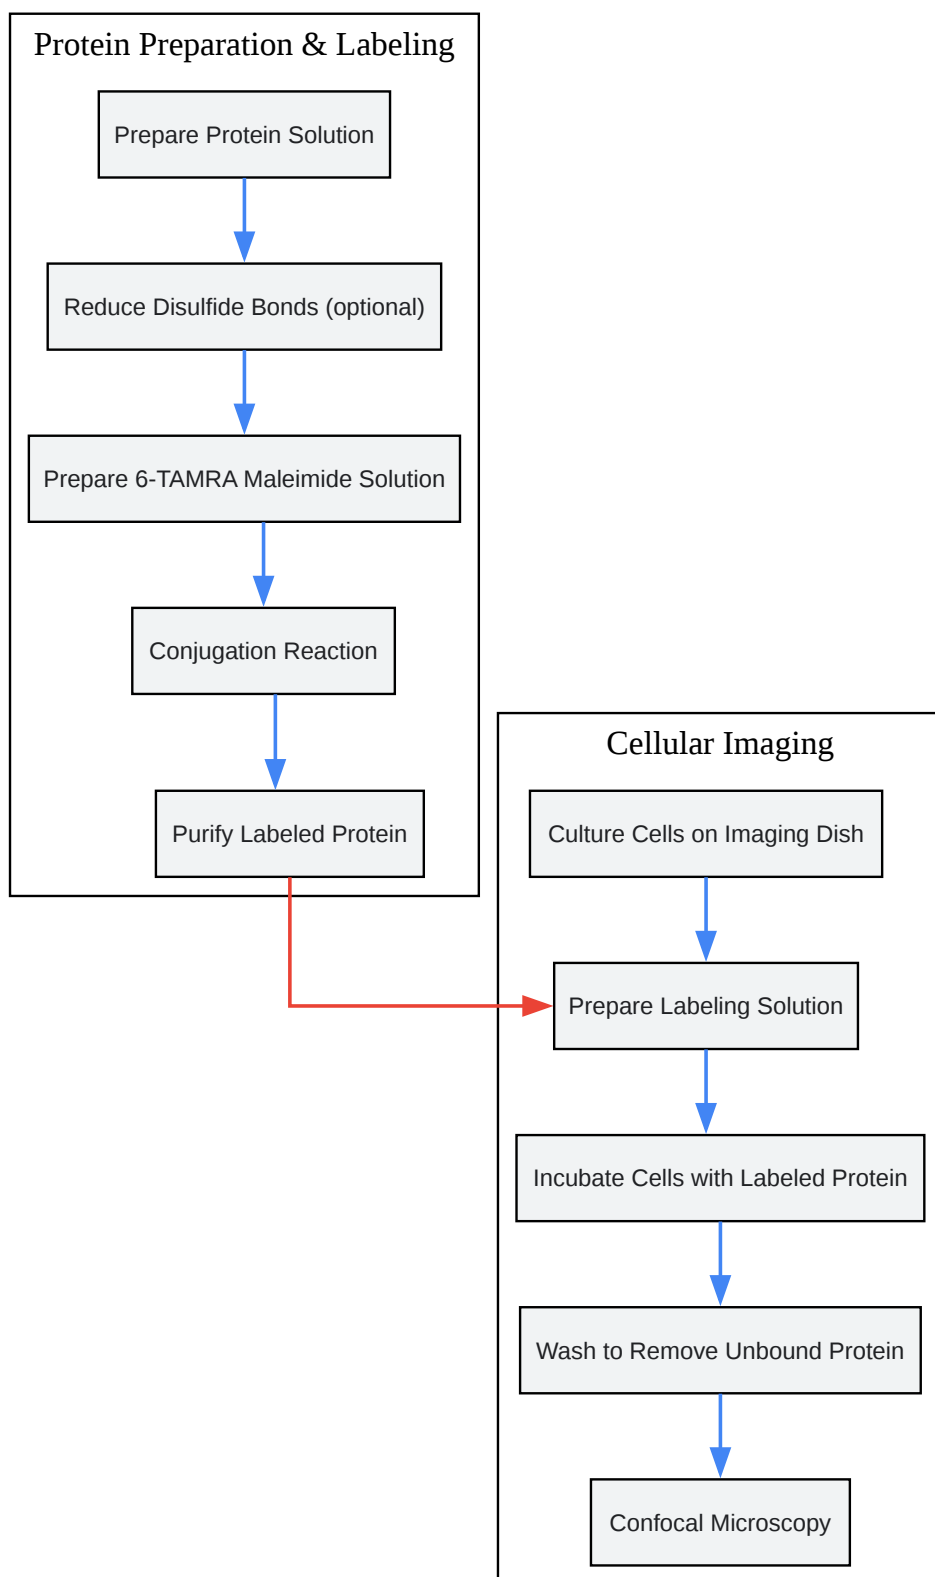 Protein Preparation & Labeling
Prepare Protein Solution
Reduce Disulfide Bonds (optional)
Prepare 6-TAMRA Maleimide Solution
Conjugation Reaction
Purify Labeled Protein
Cellular Imaging
Culture Cells on Imaging Dish
Prepare Labeling Solution
Incubate Cells with Labeled Protein
Wash to Remove Unbound Protein
Confocal Microscopy